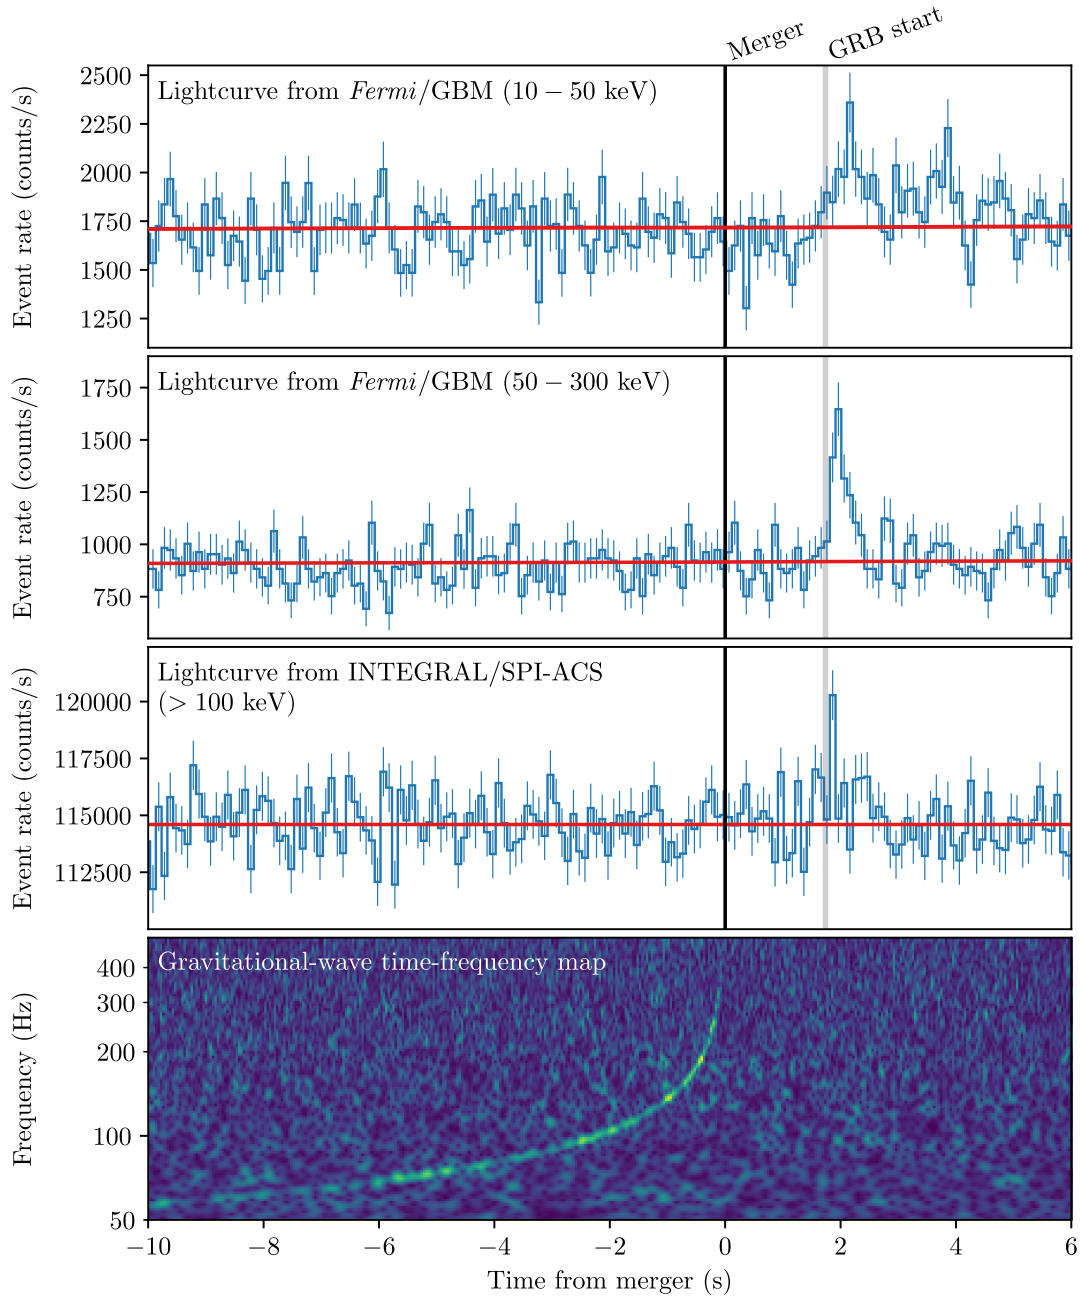 Merger
GRB start
Lightcurve from Fermi/GBM (10 − 50 keV)
Event rate (counts/s)
2500
2250
2000
1750
1500
1250
Lightcurve from Fermi/GBM (50 − 300 keV)
Event rate (counts/s)
1750
1500
1250
1000
750
Lightcurve from INTEGRAL/SPI-ACS
(> 100 keV)
Event rate (counts/s)
120000
117500
115000
112500
Gravitational-wave time-frequency map
Frequency (Hz)
400
300
200
100
50
−10 −8 −6 −4 −2 0 2 4 6
Time from merger (s)